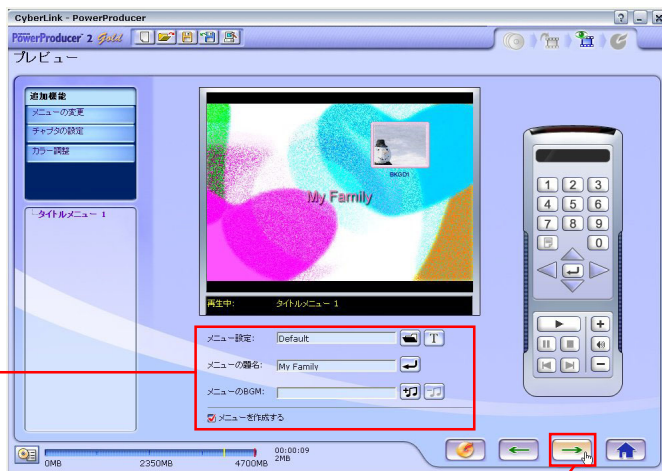 CyberLink - PowerProducer
PowerProducer 2 Gold
プレビュー
追加機能
メニューの変更
チャプタの設定
カラー調整
タイトルメニュー 1
BKGD1
My Family
再生中: タイトルメニュー 1
メニュー設定: Default
T
メニューの題名: My Family
メニューのBGM:
メニューを作成する
1 2 3
4 5 6
7 8 9
0
0MB 2350MB 4700MB
00:00:09
2MB